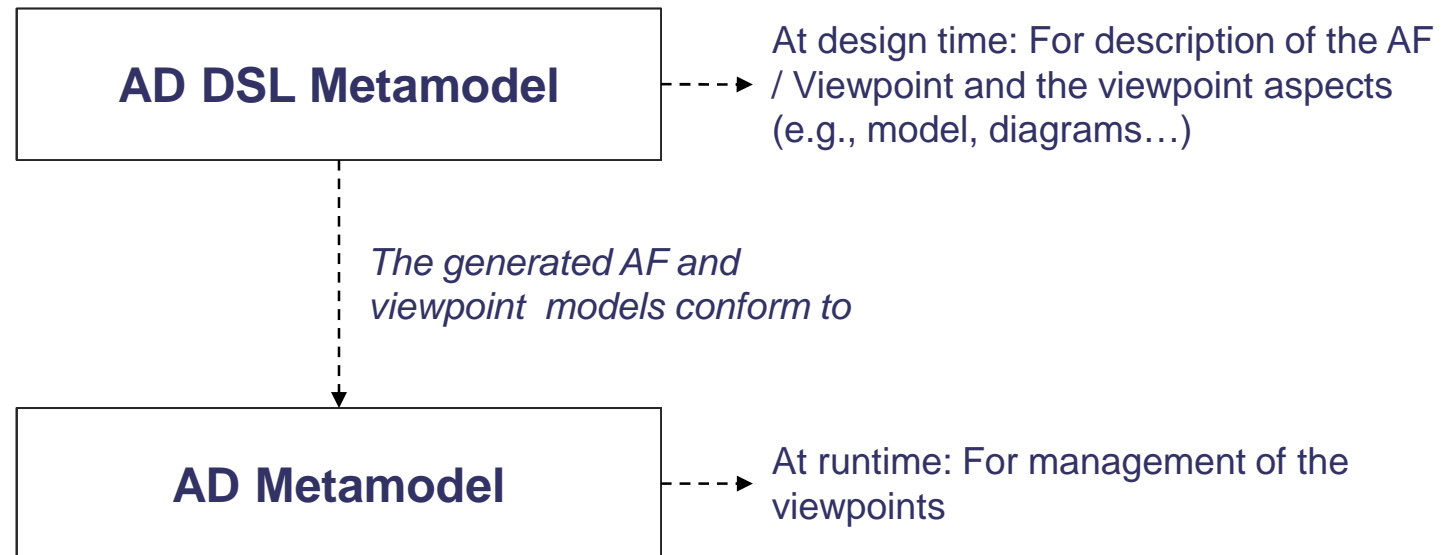 AD DSL Metamodel
At design time: For description of the AF
/ Viewpoint and the viewpoint aspects
(e.g., model, diagrams…)
The generated AF and
viewpoint  models conform to
AD Metamodel
At runtime: For management of the
viewpoints